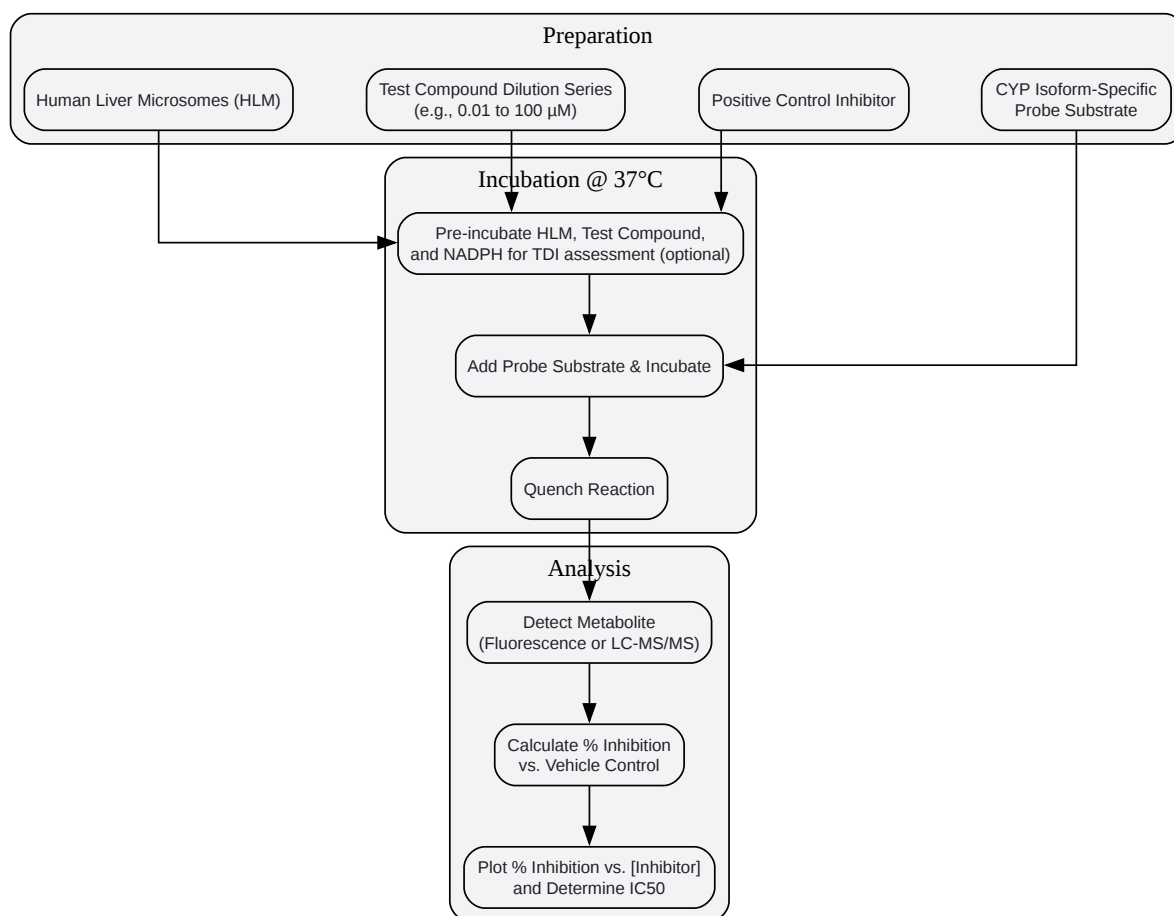 Preparation
Human Liver Microsomes (HLM)
Test Compound Dilution Series
(e.g., 0.01 to 100 µM)
Positive Control Inhibitor
CYP Isoform-Specific
Probe Substrate
Incubation @ 37°C
Pre-incubate HLM, Test Compound,
and NADPH for TDI assessment (optional)
Add Probe Substrate & Incubate
Quench Reaction
Analysis
Detect Metabolite
(Fluorescence or LC-MS/MS)
Calculate % Inhibition
vs. Vehicle Control
Plot % Inhibition vs. [Inhibitor]
and Determine IC50